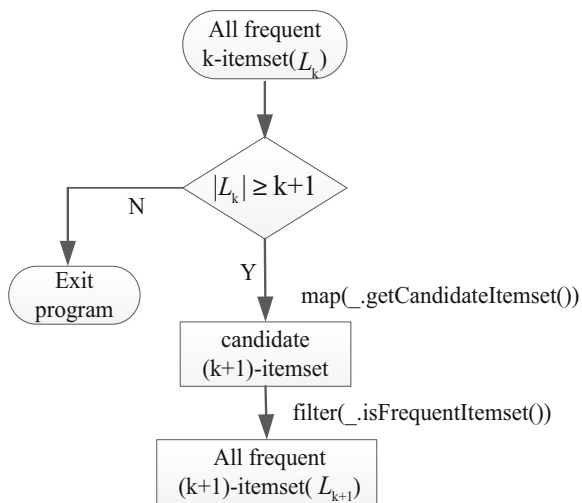 All frequent
k-itemset(Lk)
|Lk| ≥ k+1
N
Y
Exit
program
map(_.getCandidateItemset())
candidate
(k+1)-itemset
filter(_.isFrequentItemset())
All frequent
(k+1)-itemset( Lk+1)